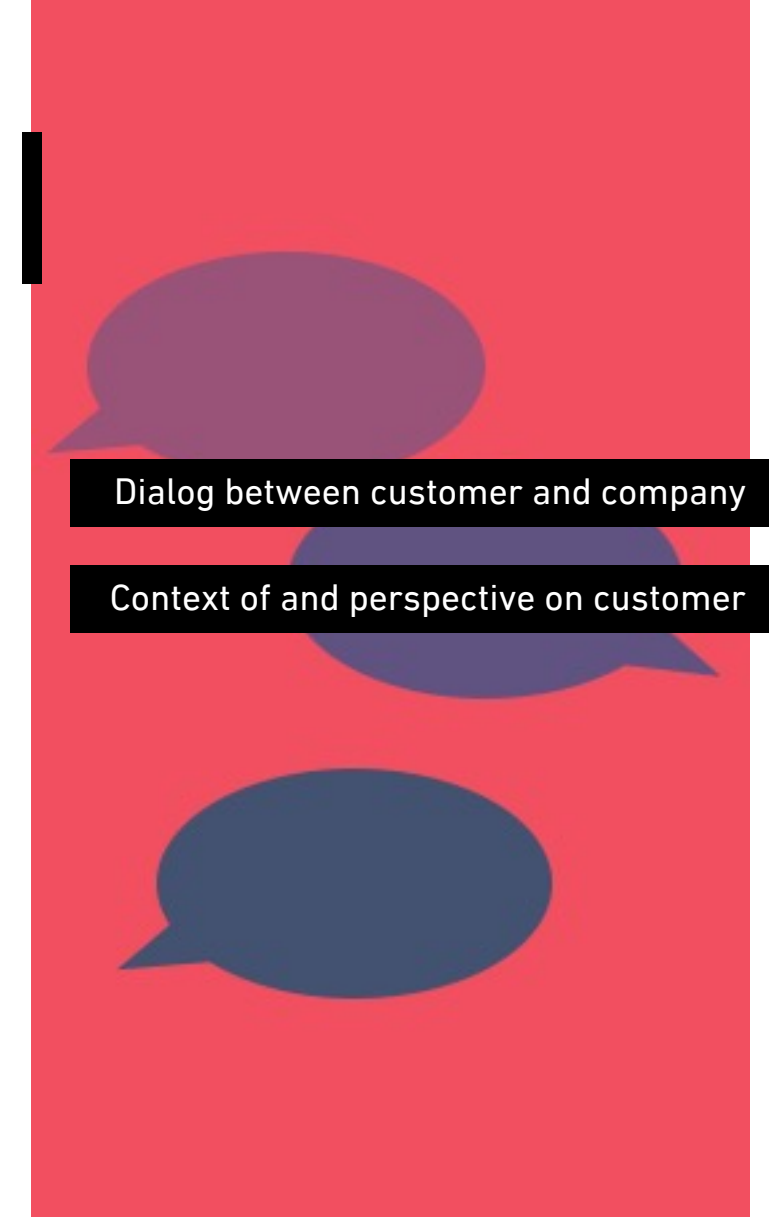 Dialog between customer and company
Context of and perspective on customer